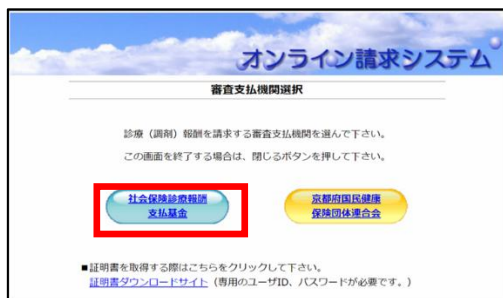 オンライン請求システム
審査支払機関選択
診療（調剤）報酬を請求する審査支払機関を選んで下さい。
この画面を終了する場合は、閉じるボタンを押して下さい。
社会保険診療報酬
支払基金
京都府国民健康
保険団体連合会
■証明書を取得する際はこちらをクリックして下さい。
証明書ダウンロードサイト（専用のユーザID、パスワードが必要です。）